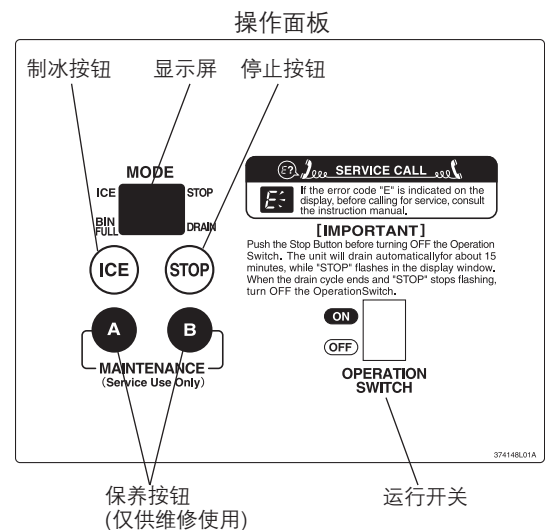 操作面板
制冰按钮 显示屏 停止按钮
MODE
ICE STOP
BIN FULL DRAIN
ICE STOP
A B
MAINTENANCE
(Service Use Only)
E? SERVICE CALL
E: If the error code "E" is indicated on the
display, before calling for service, consult
the instruction manual.
[IMPORTANT]
Push the Stop Button before turning OFF the Operation
Switch. The unit will drain automaticallyfor about 15
minutes, while "STOP" flashes in the display window.
When the drain cycle ends and "STOP" stops flashing,
turn OFF the OperationSwitch.
ON
OFF
OPERATION
SWITCH
374148L01A
保养按钮
(仅供维修使用)
运行开关